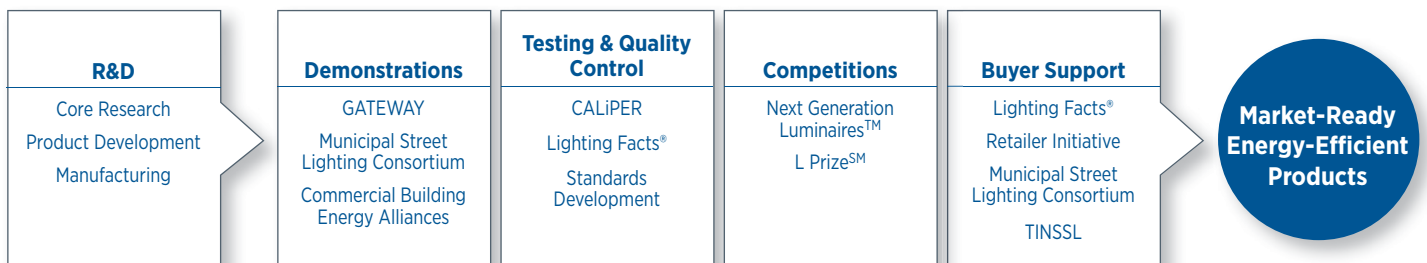 R&D
Core Research
Product Development
Manufacturing
Demonstrations
GATEWAY
Municipal Street
Lighting Consortium
Commercial Building
Energy Alliances
Testing & Quality
Control
CALiPER
Lighting Facts®
Standards
Development
Competitions
Next Generation
Luminaires™
L Prize℠
Buyer Support
Lighting Facts®
Retailer Initiative
Municipal Street
Lighting Consortium
TINSSL
Market-Ready
Energy-Efficient
Products